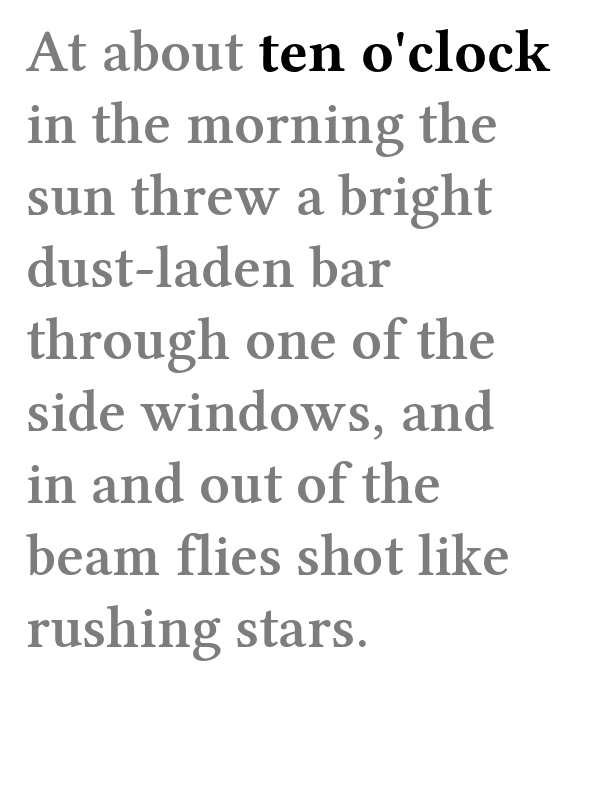 At about ten o'clock
in the morning the
sun threw a bright
dust-laden bar
through one of the
side windows, and
in and out of the
beam flies shot like
rushing stars.